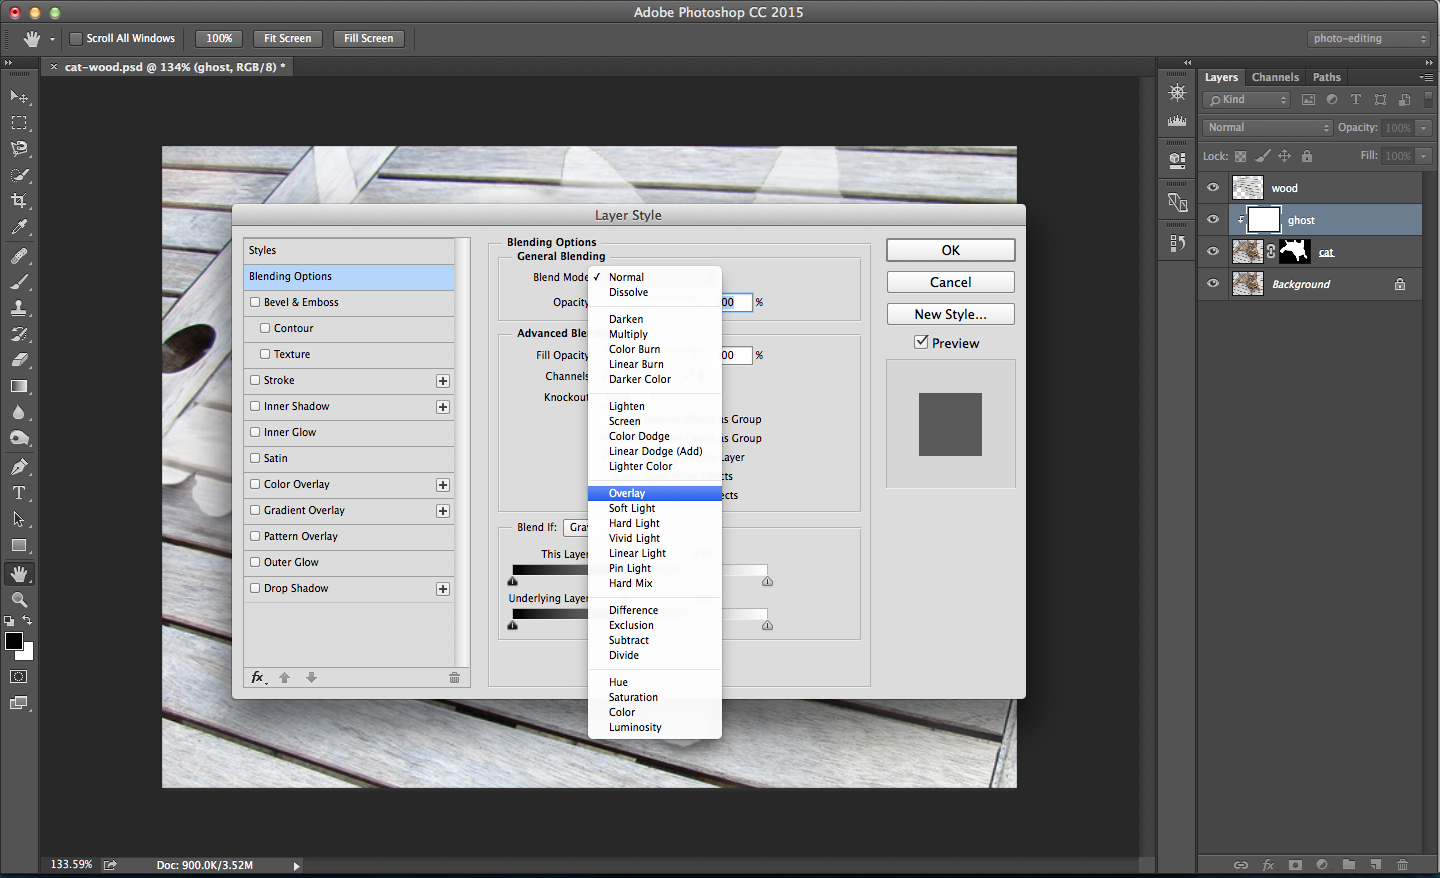 Adobe Photoshop CC 2015
Scroll All Windows
100%
Fit Screen
Fill Screen
photo-editing
× cat-wood.psd @ 134% (ghost, RGB/8) *
Layers
Channels
Paths
Kind
Normal
Opacity: 100%
Lock:
Fill: 100%
wood
ghost
cat
Background
Layer Style
Styles
Blending Options
Bevel & Emboss
Contour
Texture
Stroke
Inner Shadow
Inner Glow
Satin
Color Overlay
Gradient Overlay
Pattern Overlay
Outer Glow
Drop Shadow
fx
Blending Options
General Blending
Blend Mode
Opacity
00 %
Advanced
Fill Opacity
00 %
Channels
Knockout
Group
Group
Layer
Blend If:
This Layer
Underlying Layer
Normal
Dissolve
Darken
Multiply
Color Burn
Linear Burn
Darker Color
Lighten
Screen
Color Dodge
Linear Dodge (Add)
Lighter Color
Overlay
Soft Light
Hard Light
Vivid Light
Linear Light
Pin Light
Hard Mix
Difference
Exclusion
Subtract
Divide
Hue
Saturation
Color
Luminosity
OK
Cancel
New Style...
Preview
133.59%
Doc: 900.0K/3.52M
fx